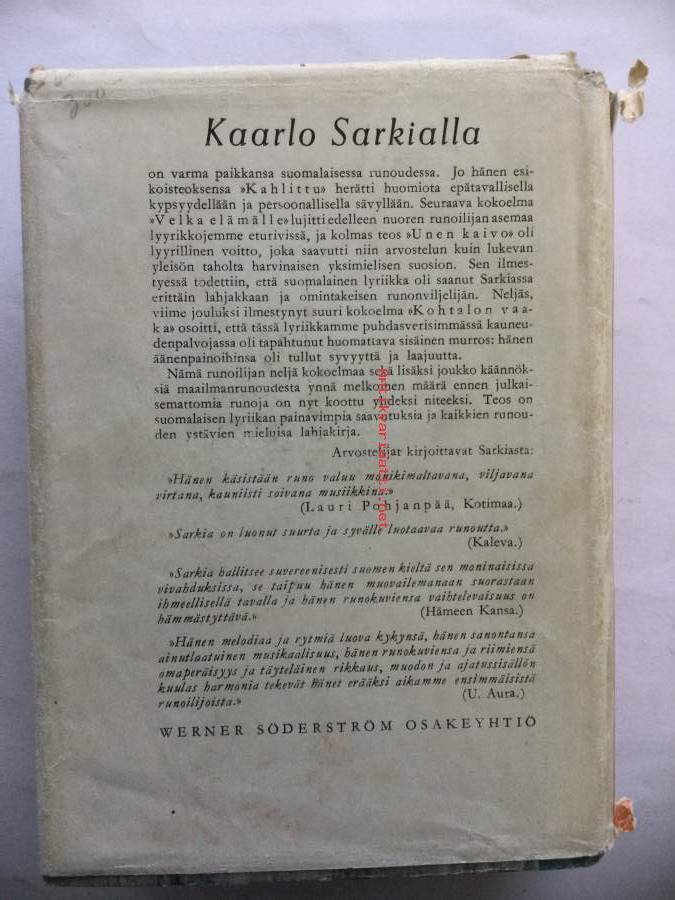 200
Kaarlo Sarkialla
on varma paikkansa suomalaisessa runoudessa. Jo hänen esi-
koisteoksensa »Kahlittu» herätti huomiota epätavallisella
kypsyydellään ja persoonallisella sävyllään. Seuraava kokoelma
»Velka elämälle» lujitti edelleen nuoren runoilijan asemaa
lyyrikkojemme eturivissä, ja kolmas teos »Unen kaivo» oli
lyyrillinen voitto, joka saavutti niin arvostelun kuin lukevan
yleisön taholta harvinaisen yksimielisen suosion. Sen ilmes-
tyessä todettiin, että suomalainen lyriikka oli saanut Sarkiassa
erittäin lahjakkaan ja omintakeisen runonviljelijän. Neljäs,
viime jouluksi ilmestynyt suuri kokoelma »Kohtalon vaa-
ka» osoitti, että tässä lyriikkamme puhdasverisimmässä kauneu-
denpalvojassa oli tapahtunut huomattava sisäinen murros: hänen
äänenpainoihinsa oli tullut syvyyttä ja laajuutta.
Nämä runoilijan neljä kokoelmaa sekä lisäksi joukko käännök-
siä maailmanrunoudesta ynnä melkoinen määrä ennen julkai-
semattomia runoja on nyt koottu yhdeksi niteeksi. Teos on
suomalaisen lyriikan painavimpia saavutuksia ja kaikkien runou-
den ystävien mieluisa lahjakirja.
Arvostelijat kirjoittavat Sarkiasta:
»Hänen käsistään runo valuu monikimaltavana, viljavana
virtana, kauniisti soivana musiikkina.»
(Lauri Pohjanpää, Kotimaa.)
»Sarkia on luonut suurta ja syvälle luotaavaa runoutta.»
(Kaleva.)
»Sarkia hallitsee suvereenisesti suomen kieltä sen moninaisissa
vivahduksissa, se taipuu hänen muovailemanaan suorastaan
ihmeellisellä tavalla ja hänen runokuviensa vaihtelevaisuus on
hämmästyttävä.» (Hämeen Kansa.)
»Hänen melodiaa ja rytmiä luova kykynsä, hänen sanontansa
ainutlaatuinen musikaalisuus, hänen runokuviensa ja riimiensä
omaperäisyys ja täyteläinen rikkaus, muodon ja ajatussisällön
kuulas harmonia tekevät hänet erääksi aikamme ensimmäisistä
runoilijoista.» (U. Aura.)
WERNER SÖDERSTRÖM OSAKEYHTIÖ